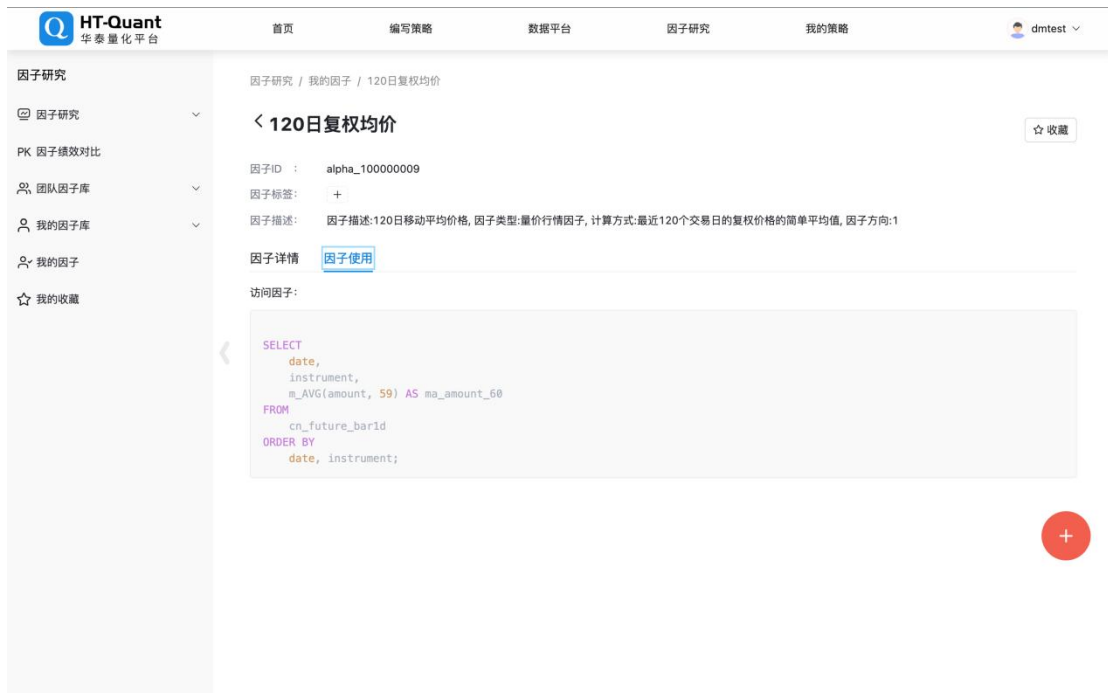 HT-Quant
华泰量化平台
首页 编写策略 数据平台 因子研究 我的策略 dmtest
因子研究
因子研究
PK 因子绩效对比
团队因子库
我的因子库
我的因子
我的收藏
因子研究 / 我的因子 / 120日复权均价
120日复权均价
收藏
因子ID : alpha_100000009
因子标签: +
因子描述: 因子描述:120日移动平均价格, 因子类型:量价行情因子, 计算方式:最近120个交易日的复权价格的简单平均值, 因子方向:1
因子详情 因子使用
访问因子:
SELECT
date,
instrument,
m_AVG(amount, 59) AS ma_amount_60
FROM
cn_future_bar1d
ORDER BY
date, instrument;
+